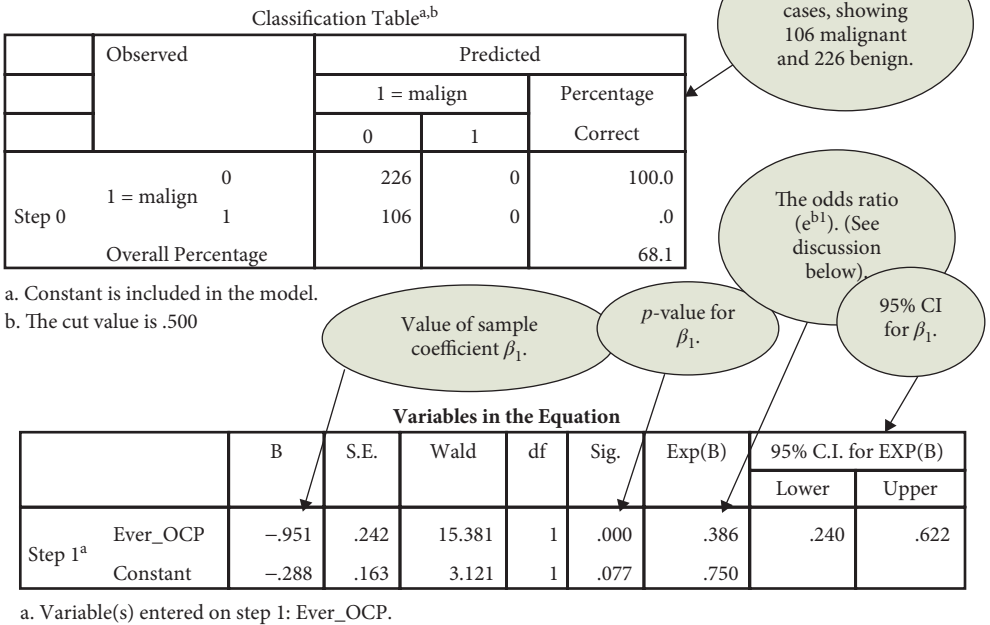 Classification Tablea,b
Observed Predicted
1 = malign Percentage Correct
0 1
Step 0 1 = malign 0 226 0 100.0
1 106 0 .0
Overall Percentage 68.1
a. Constant is included in the model.
b. The cut value is .500
cases, showing
106 malignant
and 226 benign.
The odds ratio
(e^b1). (See
discussion
below).
Value of sample
coefficient β1.
p-value for
β1.
95% CI
for β1.
Variables in the Equation
B S.E. Wald df Sig. Exp(B) 95% C.I. for EXP(B)
Lower Upper
Step 1a Ever_OCP −.951 .242 15.381 1 .000 .386 .240 .622
Constant −.288 .163 3.121 1 .077 .750
a. Variable(s) entered on step 1: Ever_OCP.